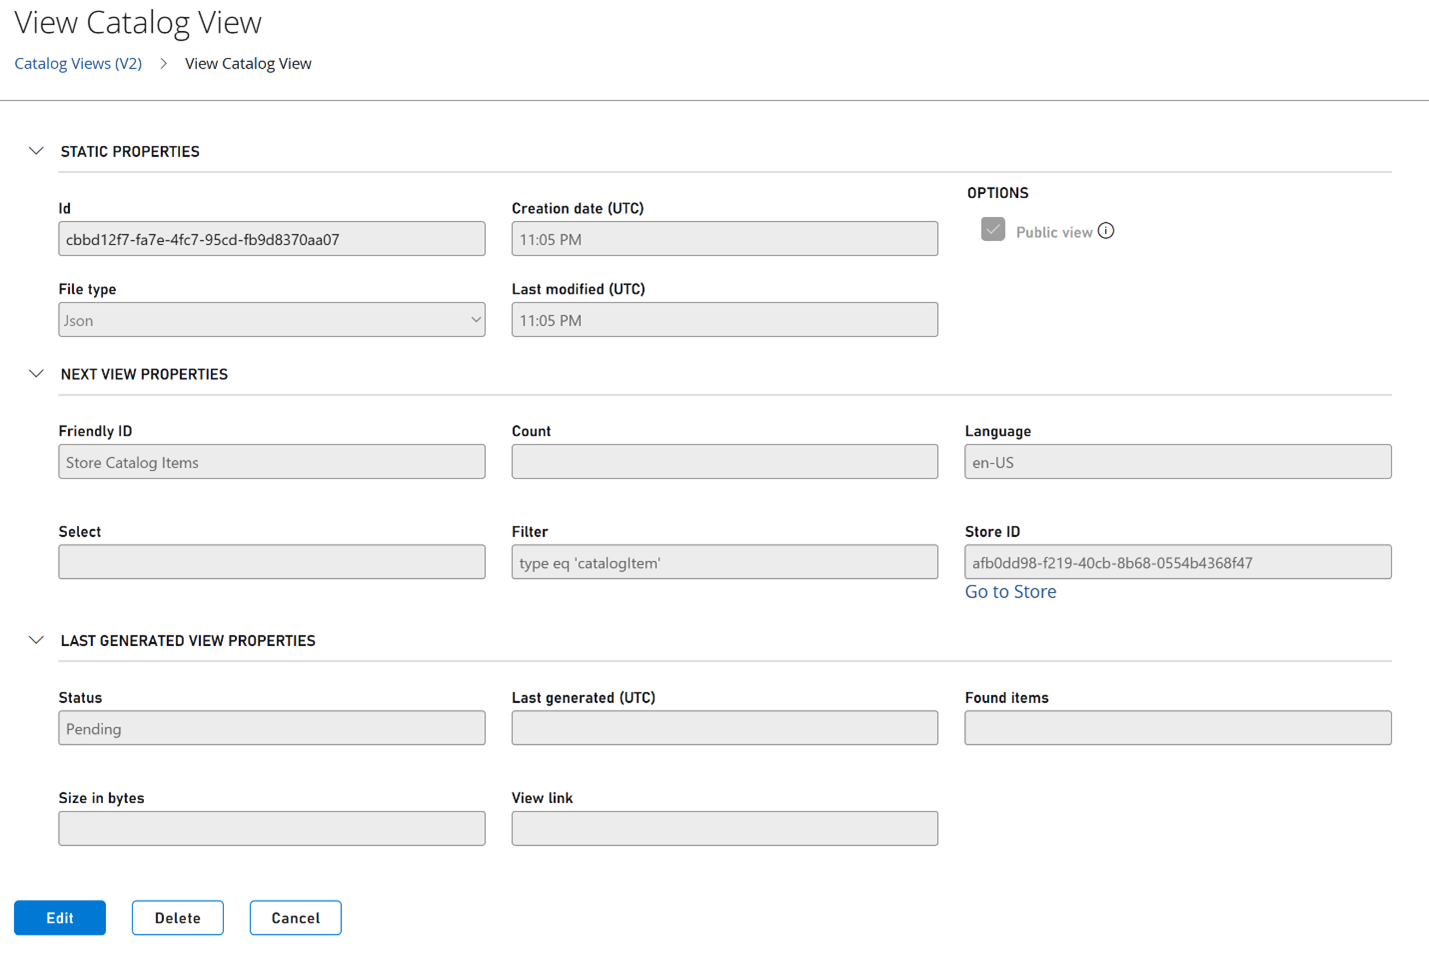 View Catalog View
Catalog Views (V2) > View Catalog View
STATIC PROPERTIES
OPTIONS
Id
Creation date (UTC)
cbbd12f7-fa7e-4fc7-95cd-fb9d8370aa07
11:05 PM
Public view
File type
Last modified (UTC)
Json
11:05 PM
NEXT VIEW PROPERTIES
Friendly ID
Count
Language
Store Catalog Items
en-US
Select
Filter
Store ID
type eq 'catalogItem'
afb0dd98-f219-40cb-8b68-0554b4368f47
Go to Store
LAST GENERATED VIEW PROPERTIES
Status
Last generated (UTC)
Found items
Pending
Size in bytes
View link
Edit
Delete
Cancel